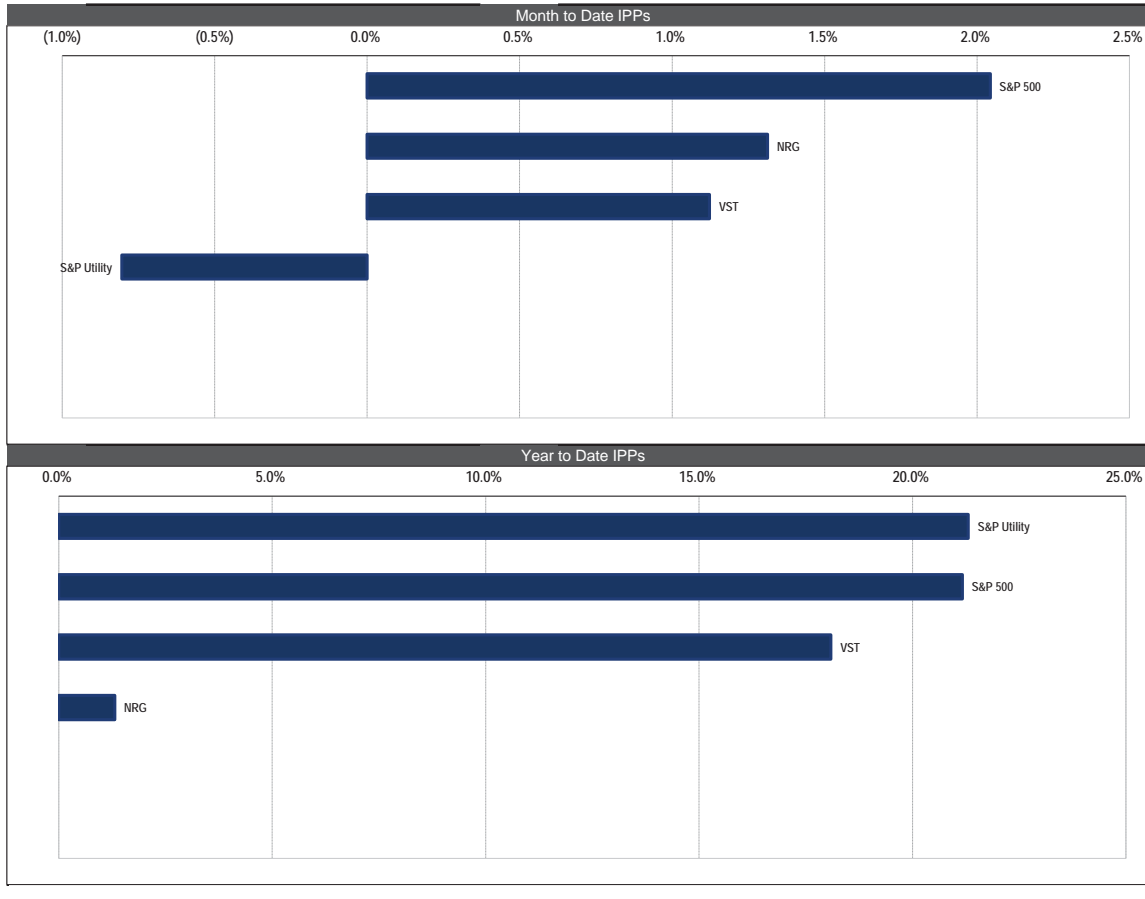 Month to Date IPPs
(1.0%) (0.5%) 0.0% 0.5% 1.0% 1.5% 2.0% 2.5%
S&P 500
NRG
VST
S&P Utility
Year to Date IPPs
0.0% 5.0% 10.0% 15.0% 20.0% 25.0%
S&P Utility
S&P 500
VST
NRG